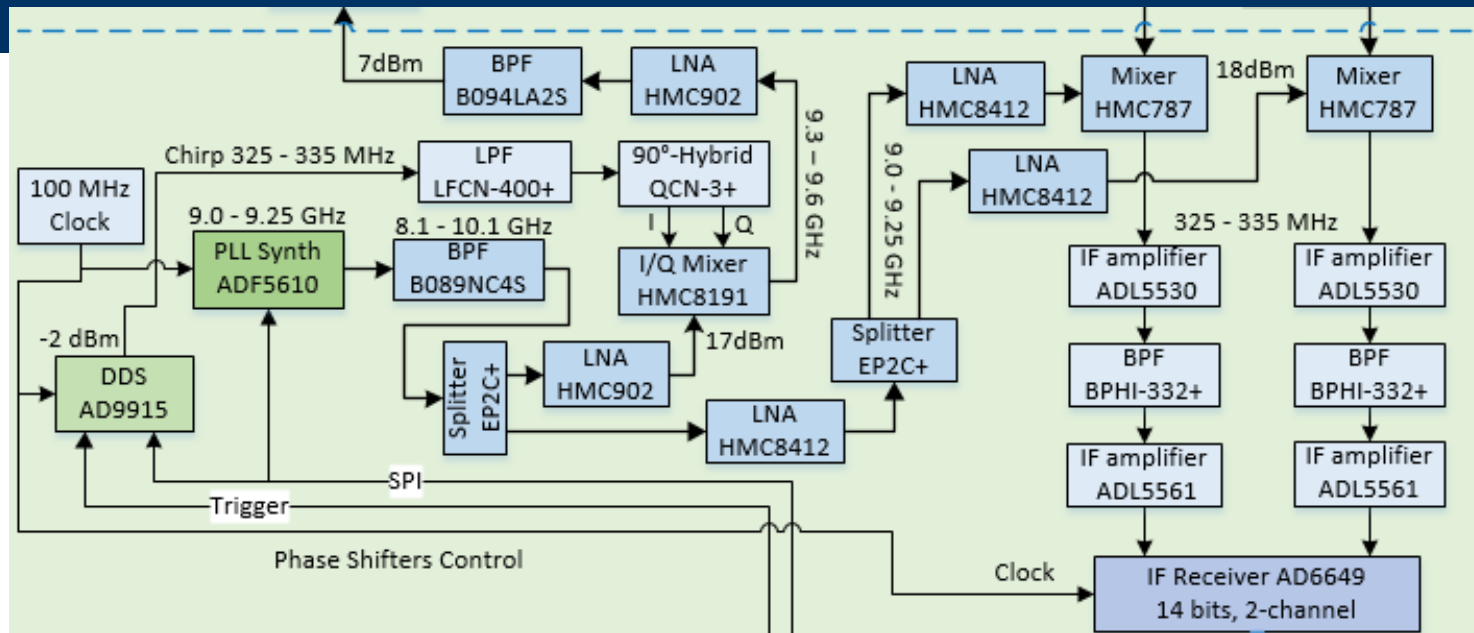 7dBm
BPF
B094LA2S
LNA
HMC902
LNA
HMC8412
Mixer
HMC787
18dBm
Mixer
HMC787
Chirp 325 - 335 MHz
LPF
LFCN-400+
90°-Hybrid
QCN-3+
9.3 – 9.6 GHz
9.0 - 9.25 GHz
LNA
HMC8412
100 MHz
Clock
9.0 - 9.25 GHz
PLL Synth
ADF5610
8.1 - 10.1 GHz
BPF
B089NC4S
I
Q
I/Q Mixer
HMC8191
325 - 335 MHz
IF amplifier
ADL5530
IF amplifier
ADL5530
-2 dBm
DDS
AD9915
Splitter
EP2C+
LNA
HMC902
17dBm
Splitter
EP2C+
BPF
BPHI-332+
BPF
BPHI-332+
LNA
HMC8412
IF amplifier
ADL5561
IF amplifier
ADL5561
SPI
Trigger
Phase Shifters Control
Clock
IF Receiver AD6649
14 bits, 2-channel